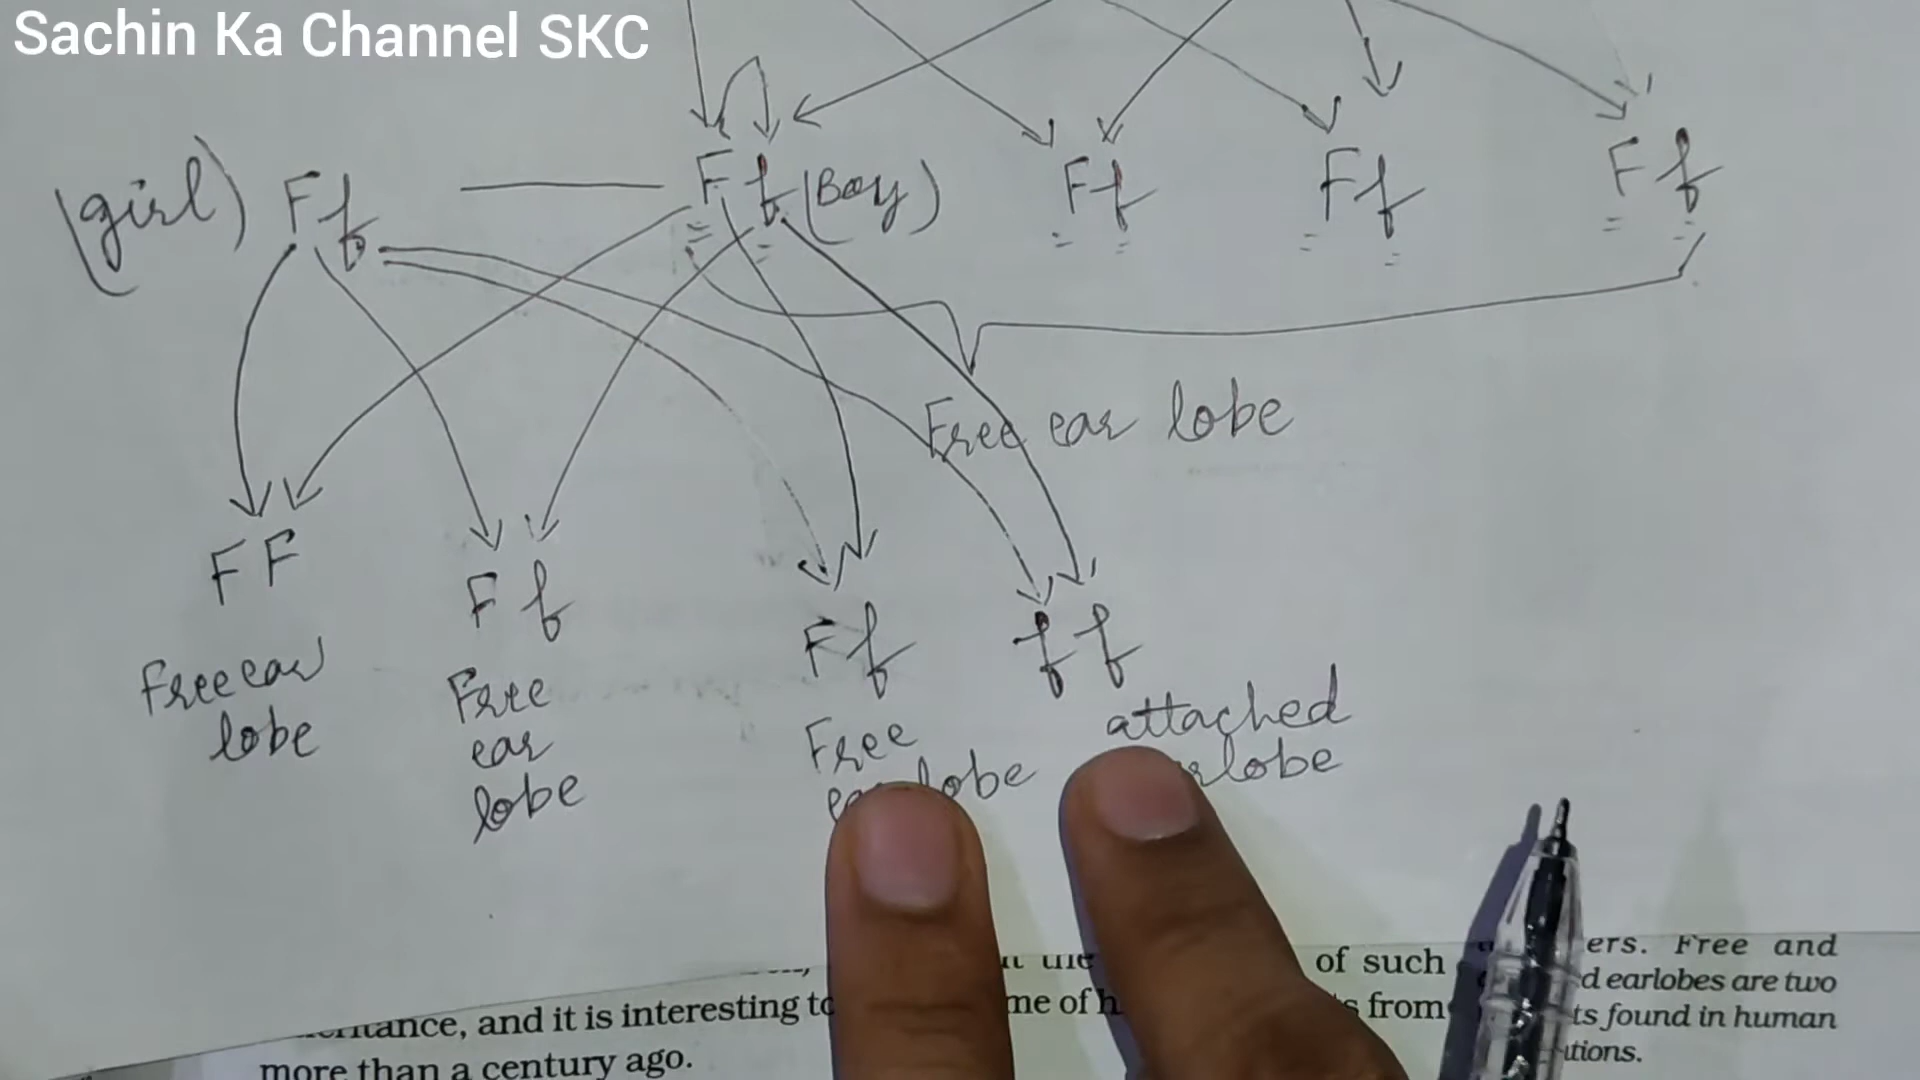 Sachin Ka Channel SKC
(girl) Ff Ff (Boy) Ff Ff Ff
Free ear lobe
FF Ff Ff ff
free ear
lobe
Free
ear
lobe
Free
lobe
attached
lobe
of such
ers. Free and
d earlobes are two
and it is interesting to
me of
s from
ts found in human
more than a century ago.